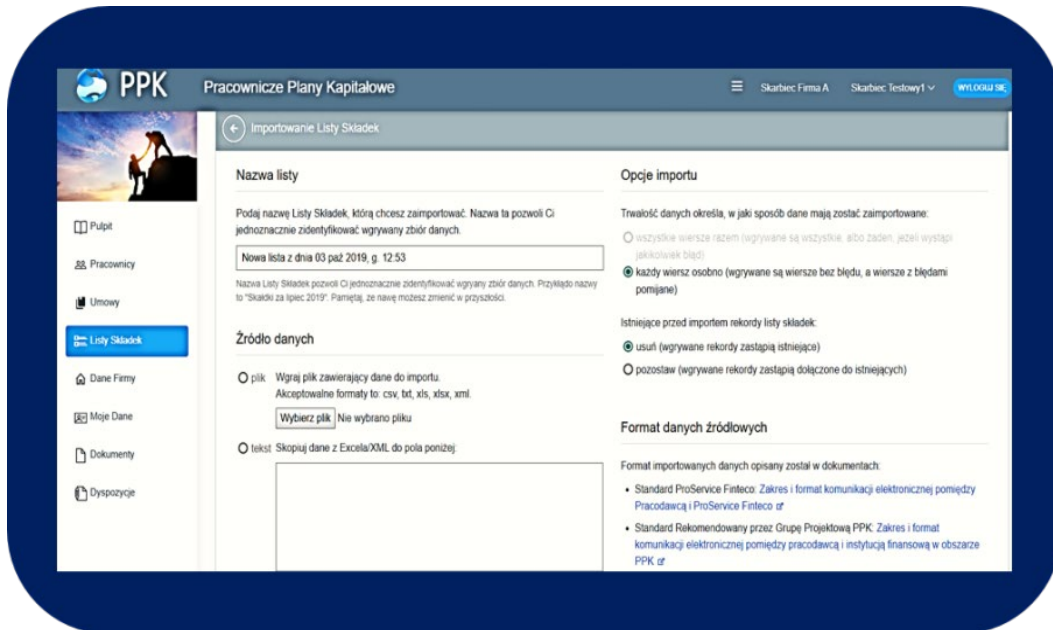 PPK
Pracownicze Plany Kapitałowe
Skarbiec Firma A
Skarbiec Testowy1
WYLOGUJ SIĘ
Importowanie Listy Składek
Pulpit
Pracownicy
Umowy
Listy Składek
Dane Firmy
Moje Dane
Dokumenty
Dyspozycje
Nazwa listy
Podaj nazwę Listy Składek, którą chcesz zaimportować. Nazwa ta pozwoli Ci
jednoznacznie zidentyfikować wgrywany zbiór danych.
Nowa lista z dnia 03 paź 2019, g. 12:53
Nazwa Listy Składek pozwoli Ci jednoznacznie zidentyfikować wgryany zbiór danych. Przykłado nazwy
to "Skałdki za lipiec 2019". Pamiętaj, ze nawę możesz zmienić w przyszłości.
Źródło danych
plik Wgraj plik zawierający dane do importu.
Akceptowalne formaty to: csv, txt, xls, xlsx, xml.
Wybierz plik Nie wybrano pliku
tekst Skopiuj dane z Excela/XML do pola poniżej:
Opcje importu
Trwałość danych określa, w jaki sposób dane mają zostać zaimportowane:
wszystkie wiersze razem (wgrywane są wszystkie, albo żaden, jeżeli wystąpi
jakikolwiek błąd)
każdy wiersz osobno (wgrywane są wiersze bez błędu, a wiersze z błędami
pomijane)
Istniejące przed importem rekordy listy składek:
usuń (wgrywane rekordy zastąpią istniejące)
pozostaw (wgrywane rekordy zastąpią dołączone do istniejących)
Format danych źródłowych
Format importowanych danych opisany został w dokumentach:
• Standard ProService Finteco: Zakres i format komunikacji elektronicznej pomiędzy
Pracodawcą i ProService Finteco
• Standard Rekomendowany przez Grupę Projektową PPK: Zakres i format
komunikacji elektronicznej pomiędzy pracodawcą i instytucją finansową w obszarze
PPK